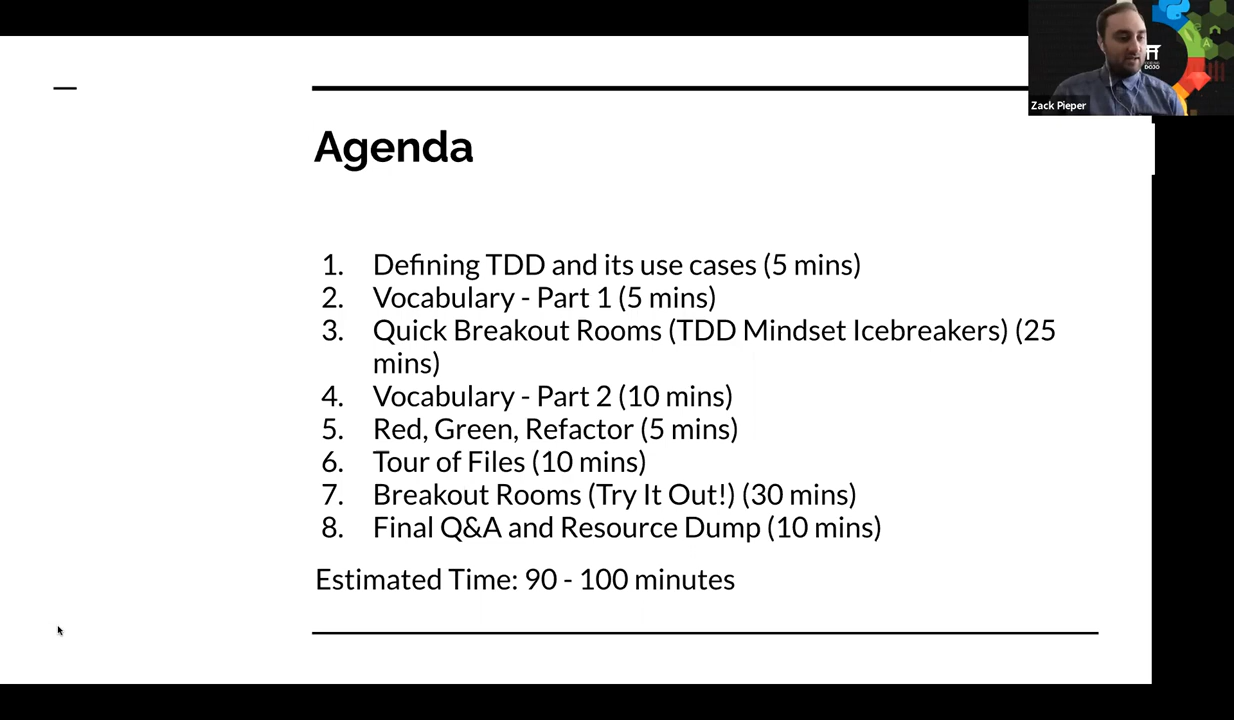 Zack Pieper
CODING
DOJO
Agenda
1. Defining TDD and its use cases (5 mins)
2. Vocabulary - Part 1 (5 mins)
3. Quick Breakout Rooms (TDD Mindset Icebreakers) (25
mins)
4. Vocabulary - Part 2 (10 mins)
5. Red, Green, Refactor (5 mins)
6. Tour of Files (10 mins)
7. Breakout Rooms (Try It Out!) (30 mins)
8. Final Q&A and Resource Dump (10 mins)
Estimated Time: 90 - 100 minutes